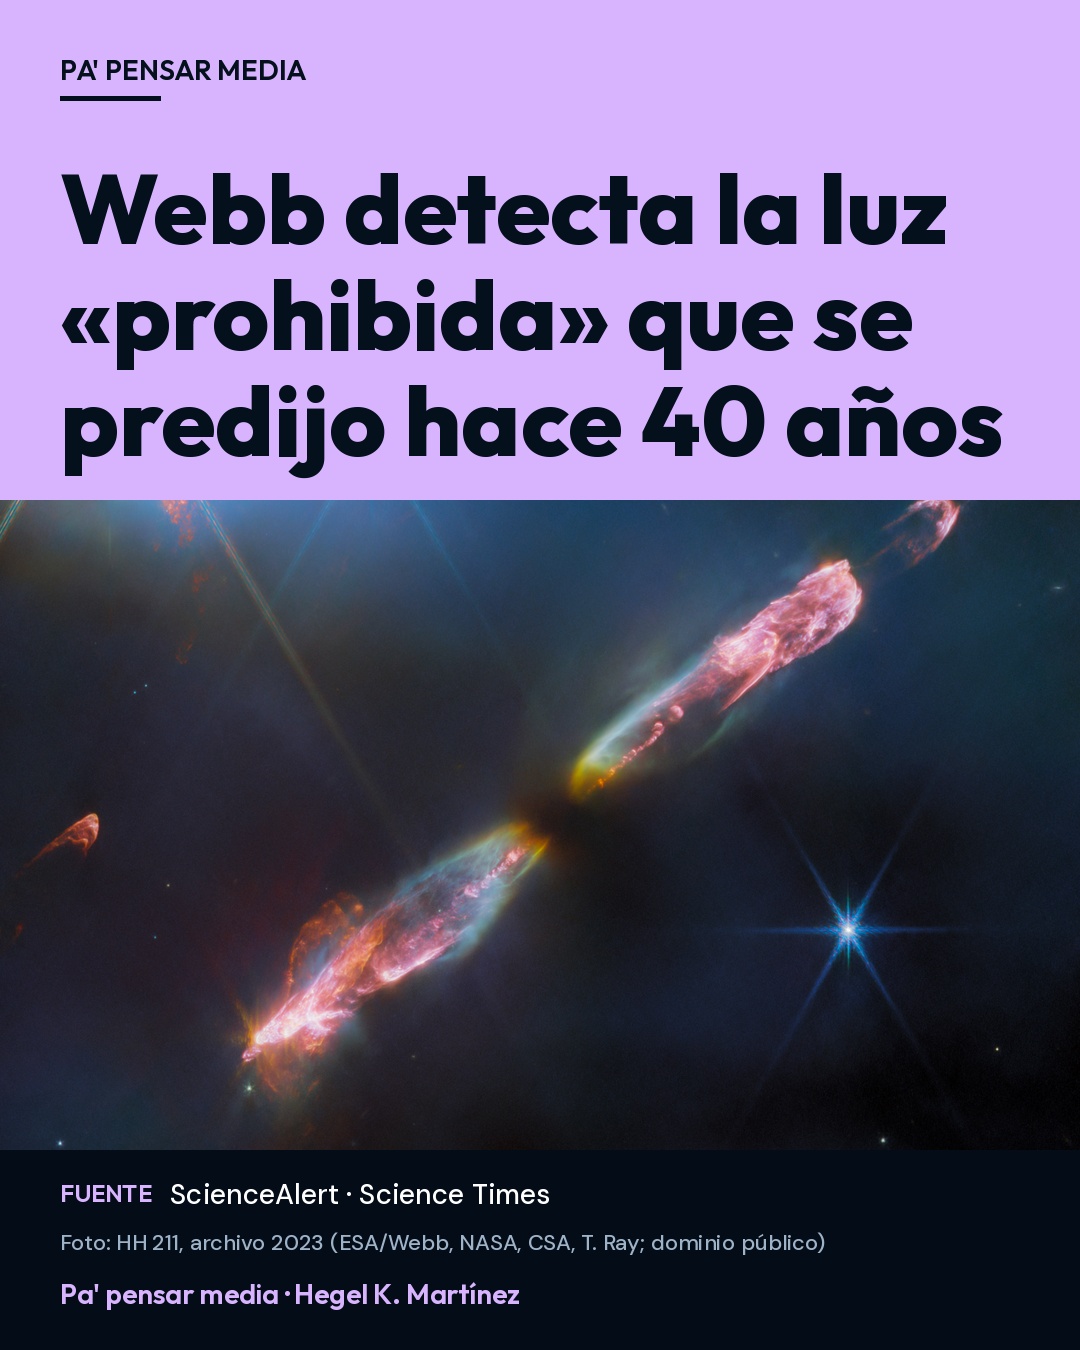 PA' PENSAR MEDIA
Webb detecta la luz
«prohibida» que se
predijo hace 40 años
FUENTE ScienceAlert · Science Times
Foto: HH 211, archivo 2023 (ESA/Webb, NASA, CSA, T. Ray; dominio público)
Pa' pensar media · Hegel K. Martínez